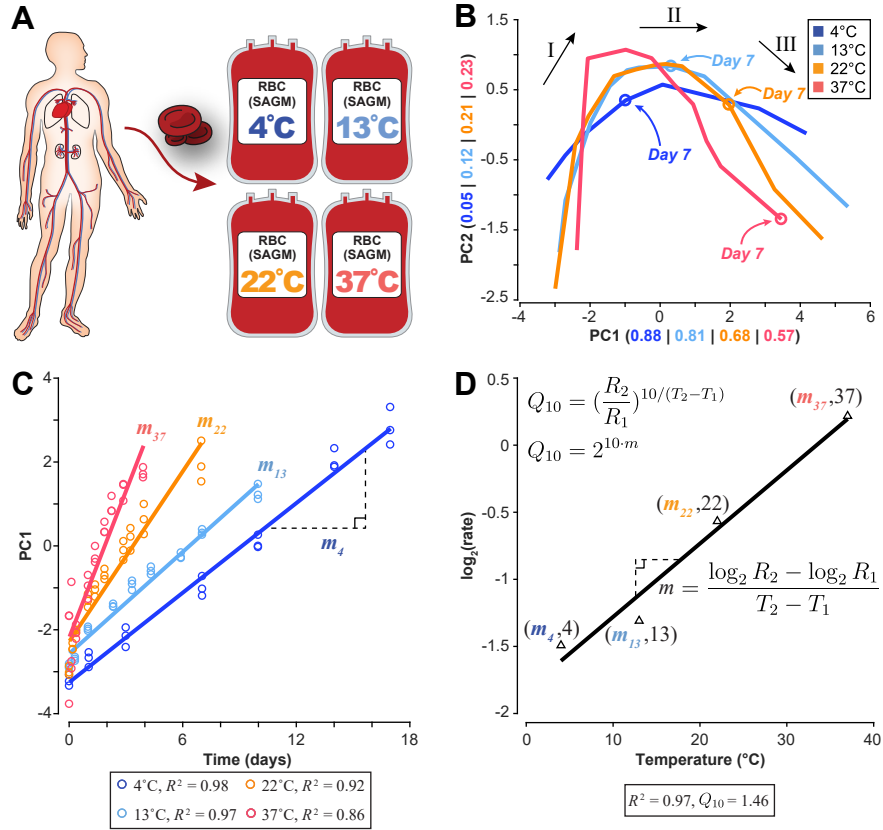 A
RBC
(SAGM)
4°C
RBC
(SAGM)
13°C
RBC
(SAGM)
22°C
RBC
(SAGM)
37°C
B
I
II
III
4°C
13°C
22°C
37°C
Day 7
Day 7
Day 7
Day 7
PC2 (0.05 | 0.12 | 0.21 | 0.23)
1.5
0.5
-0.5
-1.5
-2.5
-4
-2
0
2
4
6
PC1 (0.88 | 0.81 | 0.68 | 0.57)
C
PC1
4
2
0
-2
-4
m37
m22
m13
m4
0
6
12
18
Time (days)
4°C, R² = 0.98
22°C, R² = 0.92
13°C, R² = 0.97
37°C, R² = 0.86
D
Q10 = (R2/R1)^10/(T2−T1)
Q10 = 2^10·m
(m37,37)
(m22,22)
m = log2 R2 − log2 R1 / T2 − T1
(m4,4)
(m13,13)
log2(rate)
0.5
0
-0.5
-1
-1.5
-2
0
10
20
30
40
Temperature (°C)
R² = 0.97, Q10 = 1.46